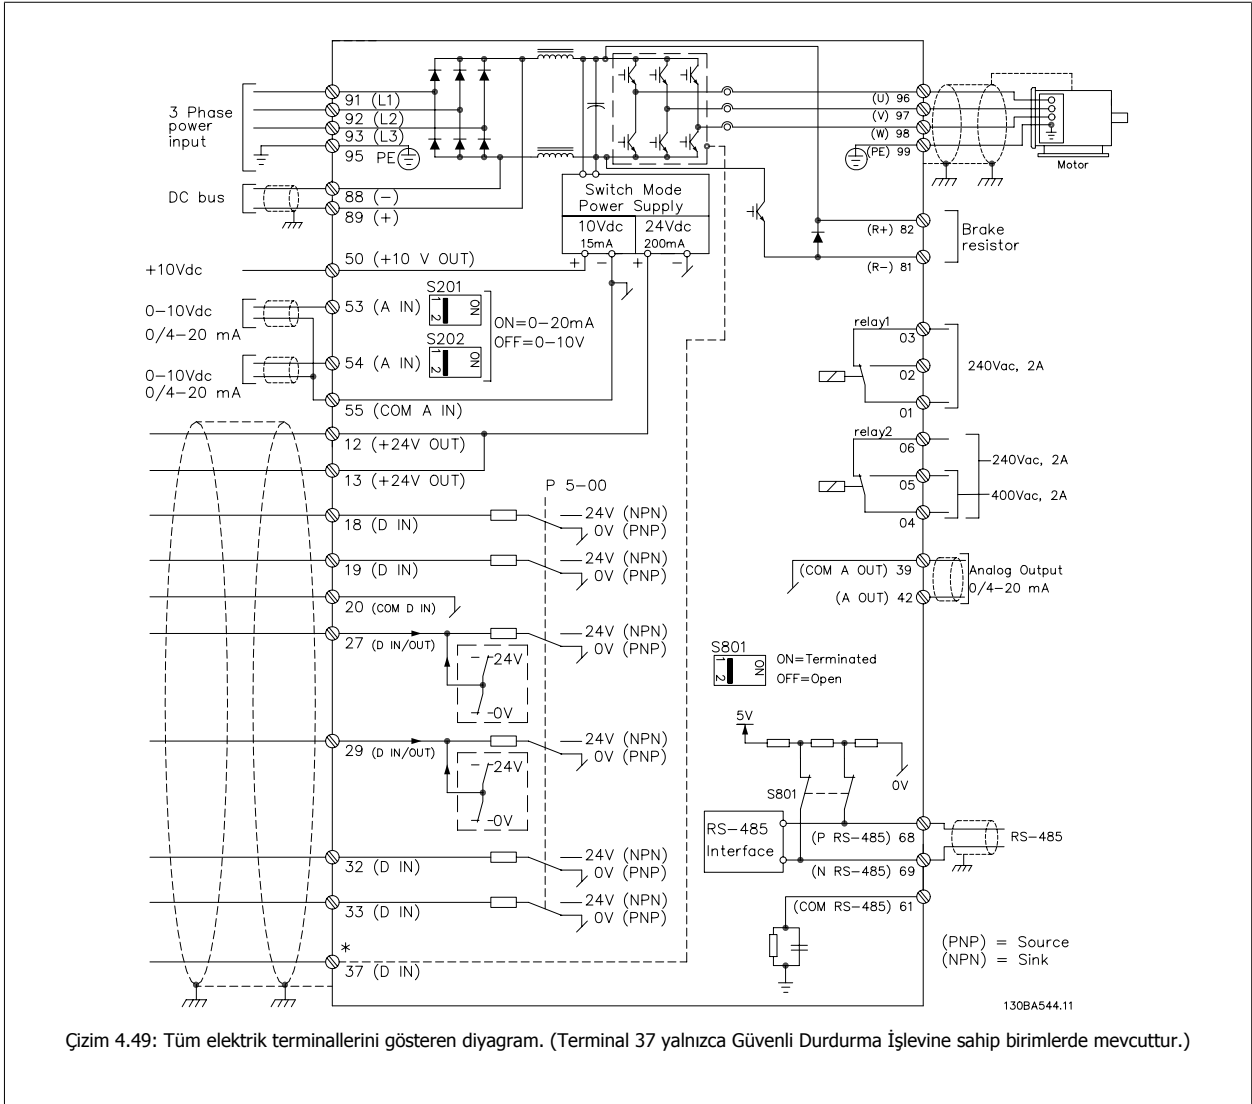 3 Phase
power
input
91 (L1)
92 (L2)
93 (L3)
95 PE
DC bus
88 (−)
89 (+)
+10Vdc
50 (+10 V OUT)
0−10Vdc
0/4−20 mA
53 (A IN)
S201
1 2
ON
ON=0−20mA
OFF=0−10V
S202
1 2
ON
0−10Vdc
0/4−20 mA
54 (A IN)
55 (COM A IN)
12 (+24V OUT)
13 (+24V OUT)
Switch Mode
Power Supply
10Vdc
15mA
24Vdc
200mA
+ − + −
P 5−00
18 (D IN)
24V (NPN)
0V (PNP)
19 (D IN)
24V (NPN)
0V (PNP)
20 (COM D IN)
27 (D IN/OUT)
24V (NPN)
0V (PNP)
24V
0V
29 (D IN/OUT)
24V (NPN)
0V (PNP)
24V
0V
32 (D IN)
24V (NPN)
0V (PNP)
33 (D IN)
24V (NPN)
0V (PNP)
*
37 (D IN)
(U) 96
(V) 97
(W) 98
(PE) 99
Motor
(R+) 82
(R−) 81
Brake
resistor
relay1
03
02
01
240Vac, 2A
relay2
06
05
04
240Vac, 2A
400Vac, 2A
(COM A OUT) 39
(A OUT) 42
Analog Output
0/4−20 mA
S801
1 2
ON
ON=Terminated
OFF=Open
5V
S801
0V
RS−485
Interface
(P RS−485) 68
(N RS−485) 69
(COM RS−485) 61
RS−485
(PNP) = Source
(NPN) = Sink
130BA544.11
Çizim 4.49: Tüm elektrik terminallerini gösteren diyagram. (Terminal 37 yalnızca Güvenli Durdurma İşlevine sahip birimlerde mevcuttur.)